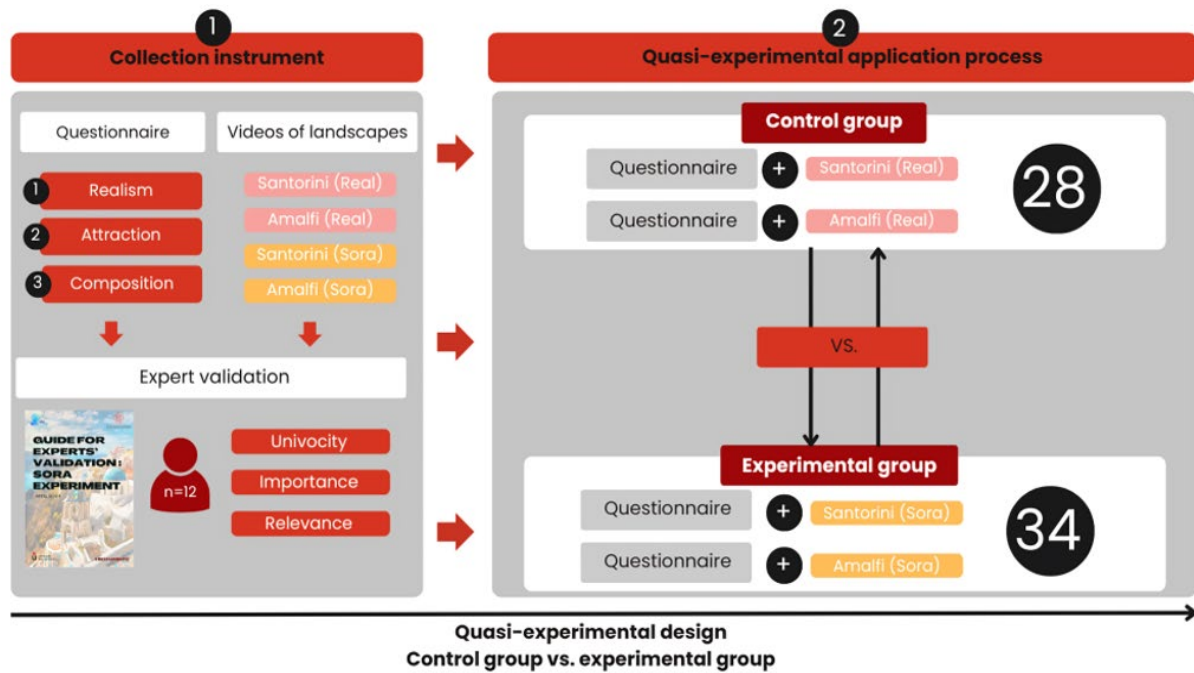 1
Collection instrument
Questionnaire
Videos of landscapes
1
Realism
2
Attraction
3
Composition
Santorini (Real)
Amalfi (Real)
Santorini (Sora)
Amalfi (Sora)
Expert validation
GUIDE FOR
EXPERTS'
VALIDATION:
SORA
EXPERIMENT
n=12
Univocity
Importance
Relevance
2
Quasi-experimental application process
Control group
Questionnaire + Santorini (Real)
Questionnaire + Amalfi (Real)
28
VS.
Experimental group
Questionnaire + Santorini (Sora)
Questionnaire + Amalfi (Sora)
34
Quasi-experimental design
Control group vs. experimental group